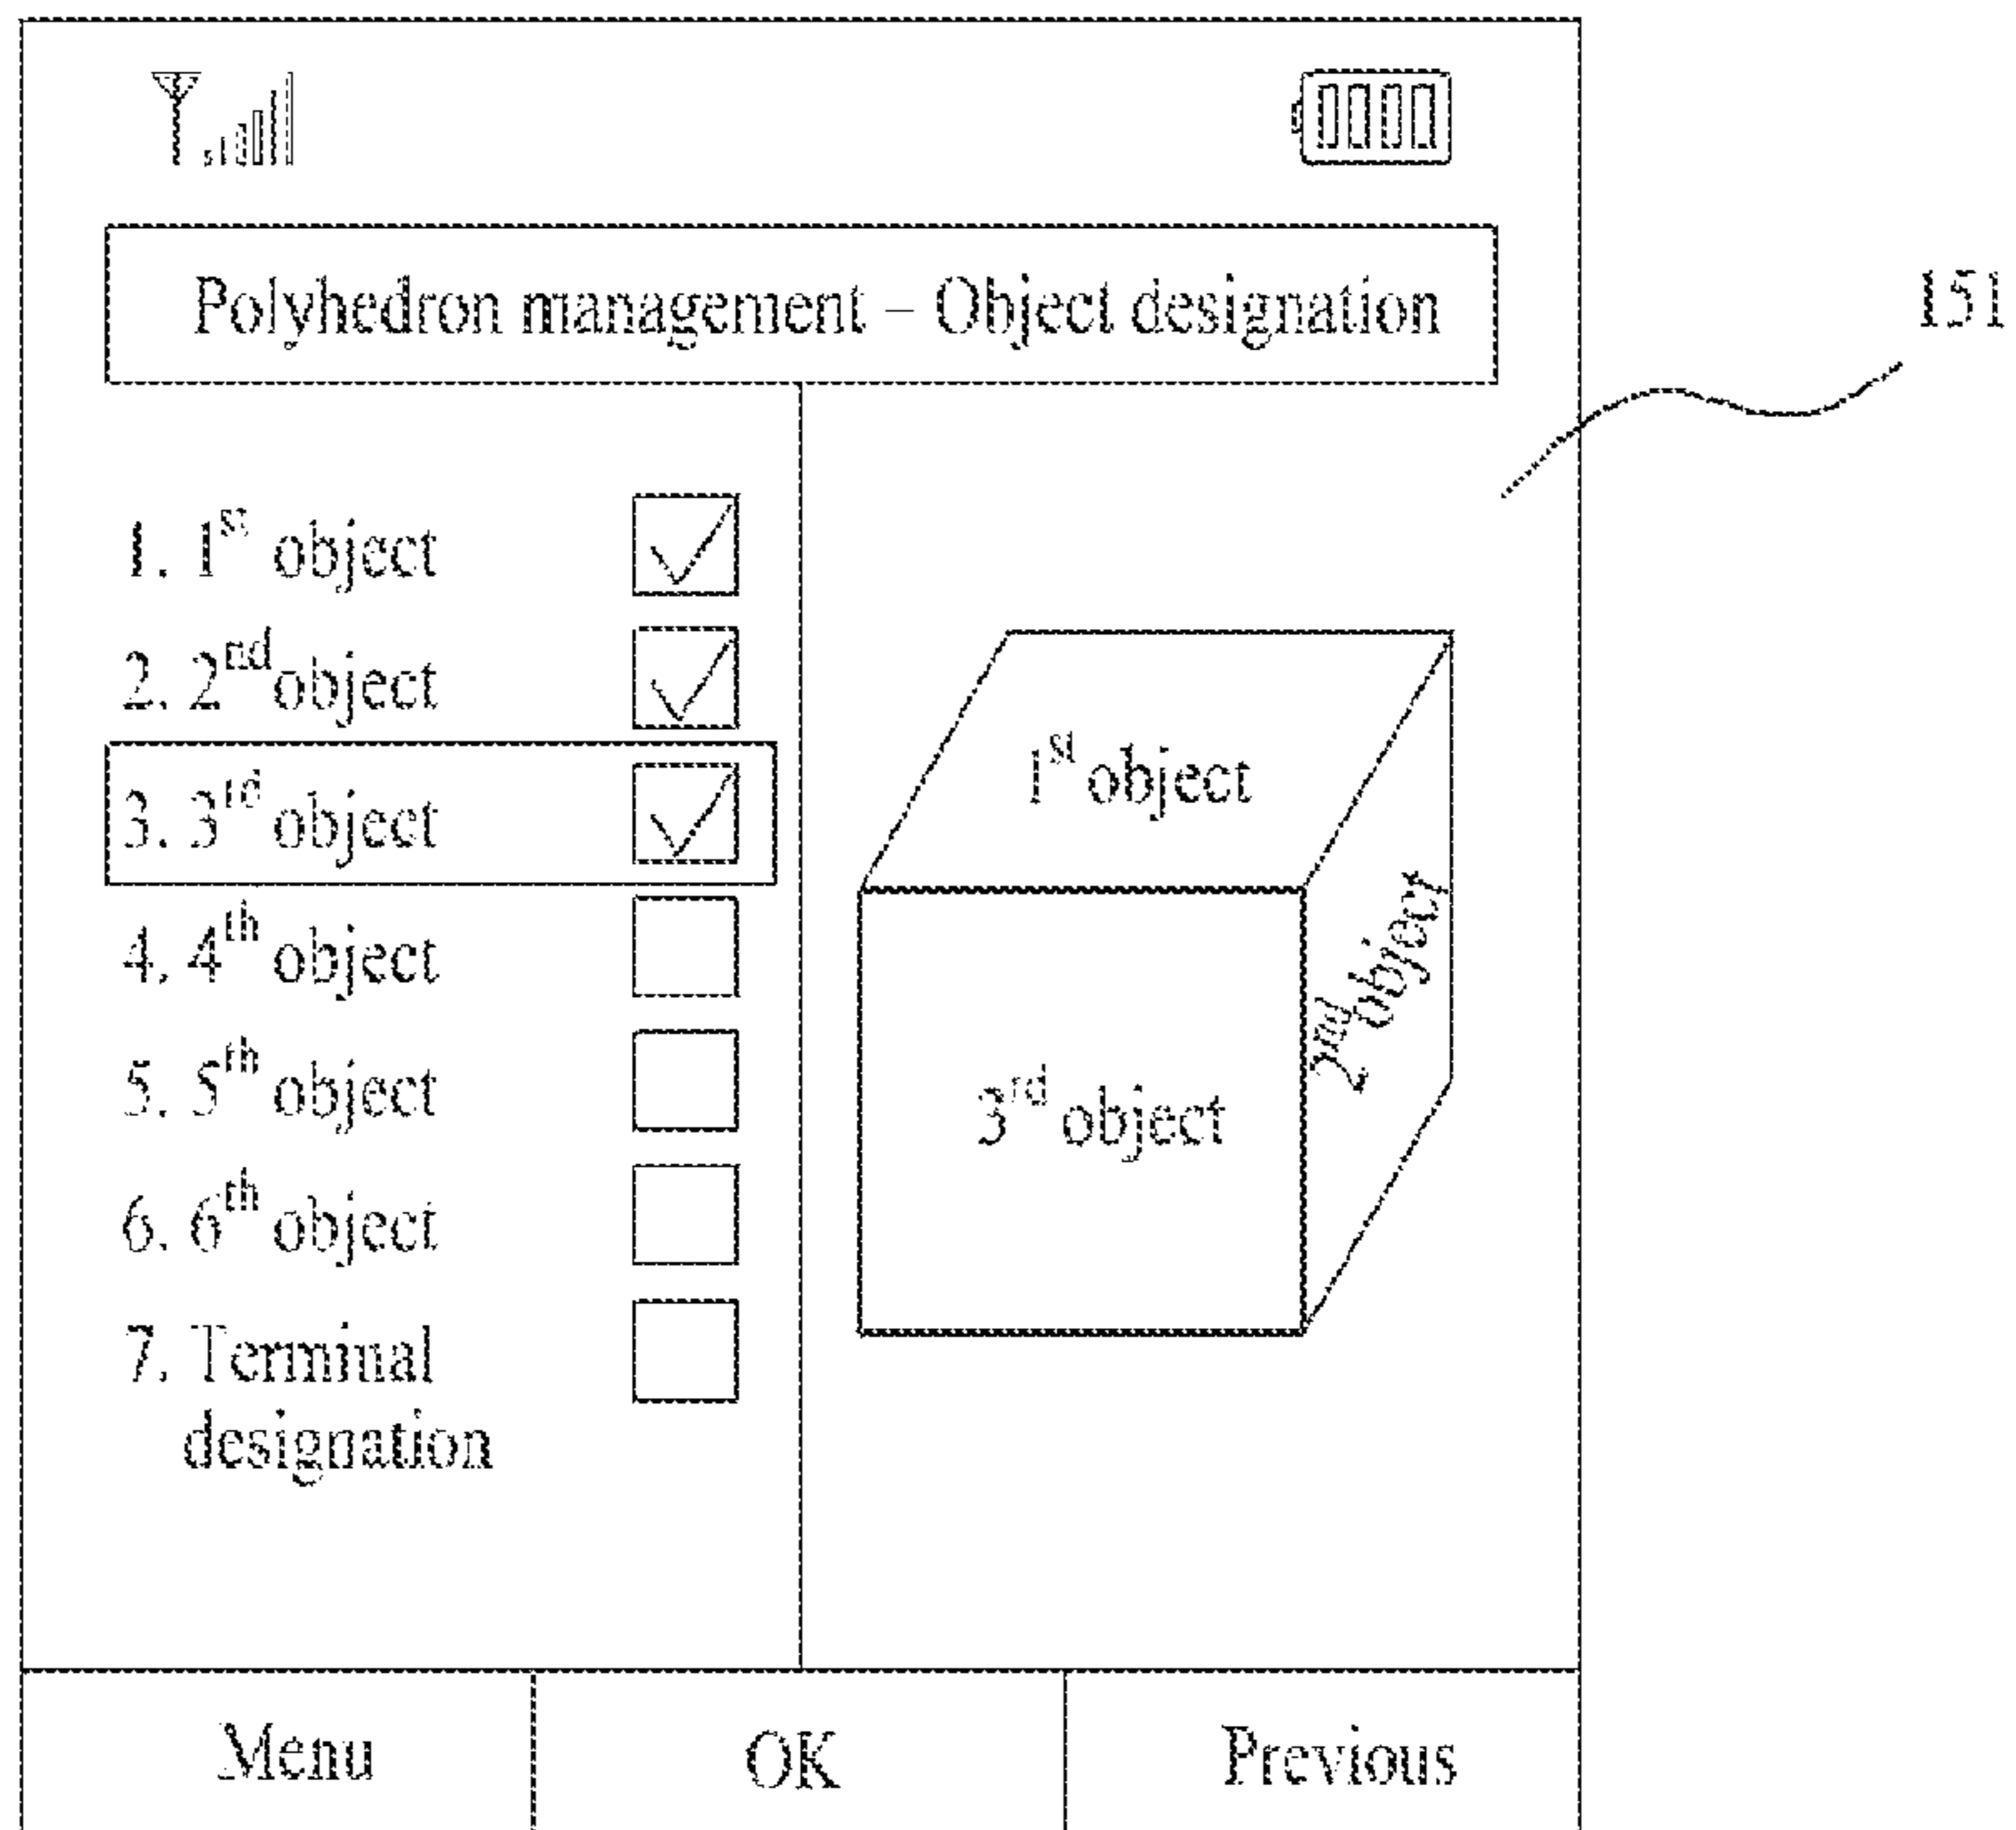 Polyhedron management – Object designation
151
1. 1st object
2. 2nd object
3. 3rd object
4. 4th object
5. 5th object
6. 6th object
7. Terminal
designation
1st object
2nd object
3rd object
Menu
OK
Previous